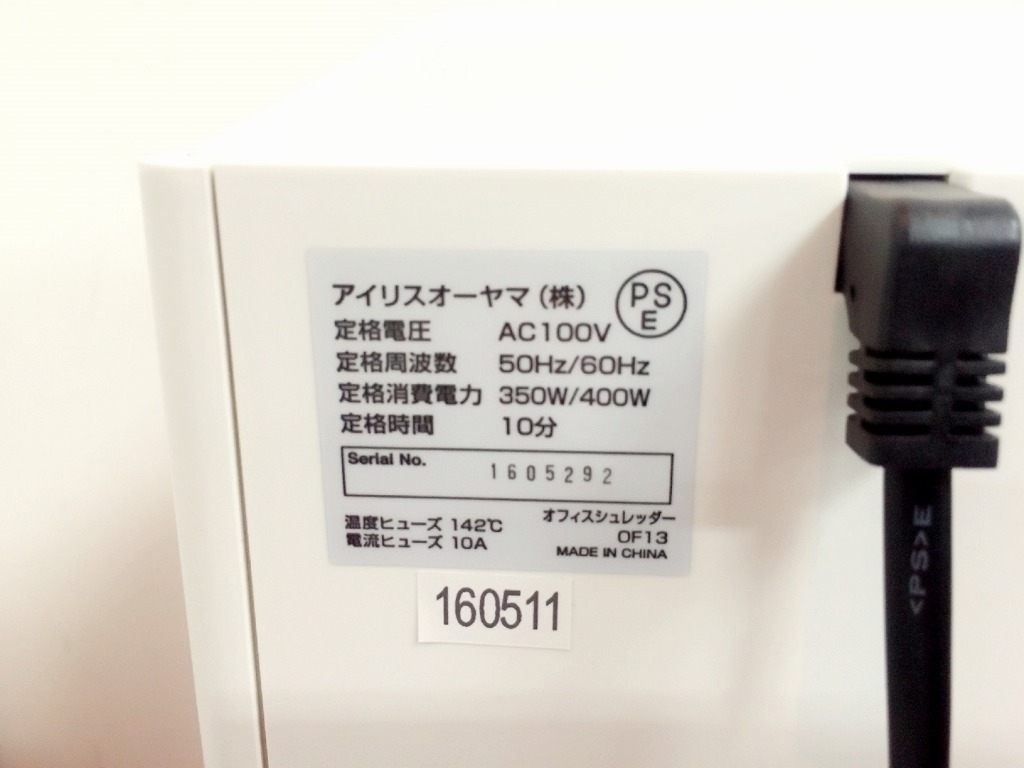 アイリスオーヤマ（株） PSE
定格電圧 AC100V
定格周波数 50Hz/60Hz
定格消費電力 350W/400W
定格時間 10分
Serial No. 1605292
温度ヒューズ 142℃ オフィスシュレッダー
電流ヒューズ 10A OF13
MADE IN CHINA
160511
<PS>E